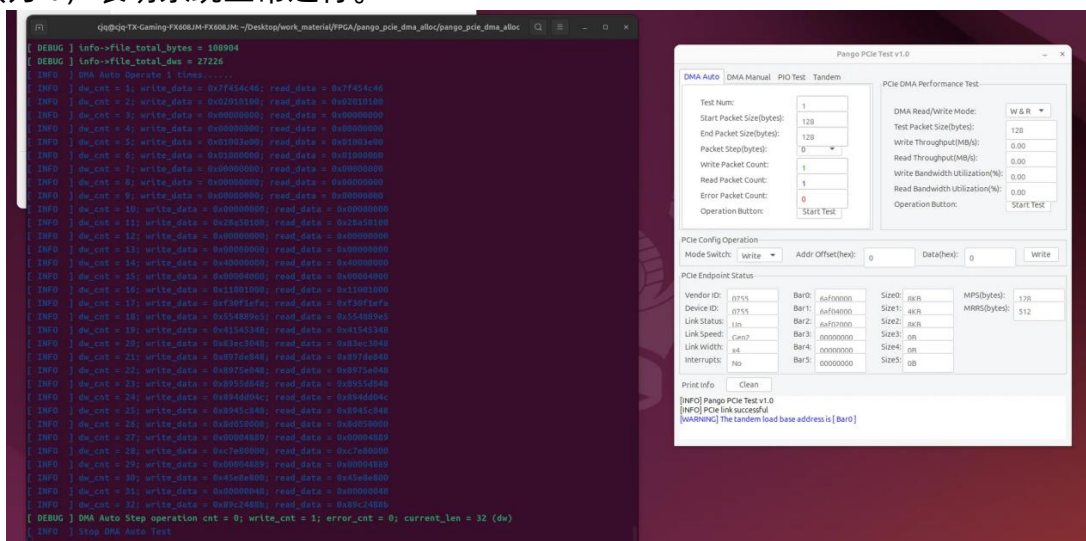 ，表明系统正常运行。
cjq@cjq-TX-Gaming-FX608JM-FX608JM: ~/Desktop/work_material/FPGA/pango_pcie_dma_alloc/pango_pcie_dma_alloc
[ DEBUG ] info->file_total_bytes = 108904
[ DEBUG ] info->file_total_dws = 27226
[ INFO ] DMA Auto Operate 1 times......
[ INFO ] dw_cnt = 1; write_data = 0x7f454c46; read_data = 0x7f454c46
[ INFO ] dw_cnt = 2; write_data = 0x02010100; read_data = 0x02010100
[ INFO ] dw_cnt = 3; write_data = 0x00000000; read_data = 0x00000000
[ INFO ] dw_cnt = 4; write_data = 0x00000000; read_data = 0x00000000
[ INFO ] dw_cnt = 5; write_data = 0x01003e00; read_data = 0x01003e00
[ INFO ] dw_cnt = 6; write_data = 0x01000000; read_data = 0x01000000
[ INFO ] dw_cnt = 7; write_data = 0x00000000; read_data = 0x00000000
[ INFO ] dw_cnt = 8; write_data = 0x00000000; read_data = 0x00000000
[ INFO ] dw_cnt = 9; write_data = 0x00000000; read_data = 0x00000000
[ INFO ] dw_cnt = 10; write_data = 0x00000000; read_data = 0x00000000
[ INFO ] dw_cnt = 11; write_data = 0x28a50100; read_data = 0x28a50100
[ INFO ] dw_cnt = 12; write_data = 0x00000000; read_data = 0x00000000
[ INFO ] dw_cnt = 13; write_data = 0x00000000; read_data = 0x00000000
[ INFO ] dw_cnt = 14; write_data = 0x40000000; read_data = 0x40000000
[ INFO ] dw_cnt = 15; write_data = 0x00004000; read_data = 0x00004000
[ INFO ] dw_cnt = 16; write_data = 0x11001000; read_data = 0x11001000
[ INFO ] dw_cnt = 17; write_data = 0xf30f1efa; read_data = 0xf30f1efa
[ INFO ] dw_cnt = 18; write_data = 0x554889e5; read_data = 0x554889e5
[ INFO ] dw_cnt = 19; write_data = 0x41545348; read_data = 0x41545348
[ INFO ] dw_cnt = 20; write_data = 0x83ec3048; read_data = 0x83ec3048
[ INFO ] dw_cnt = 21; write_data = 0x897de848; read_data = 0x897de848
[ INFO ] dw_cnt = 22; write_data = 0x8975e048; read_data = 0x8975e048
[ INFO ] dw_cnt = 23; write_data = 0x8955d848; read_data = 0x8955d848
[ INFO ] dw_cnt = 24; write_data = 0x894dd04c; read_data = 0x894dd04c
[ INFO ] dw_cnt = 25; write_data = 0x8945c848; read_data = 0x8945c848
[ INFO ] dw_cnt = 26; write_data = 0x8d050000; read_data = 0x8d050000
[ INFO ] dw_cnt = 27; write_data = 0x00004889; read_data = 0x00004889
[ INFO ] dw_cnt = 28; write_data = 0xc7e80000; read_data = 0xc7e80000
[ INFO ] dw_cnt = 29; write_data = 0x00004889; read_data = 0x00004889
[ INFO ] dw_cnt = 30; write_data = 0x45e8e800; read_data = 0x45e8e800
[ INFO ] dw_cnt = 31; write_data = 0x00000048; read_data = 0x00000048
[ INFO ] dw_cnt = 32; write_data = 0x89c2488b; read_data = 0x89c2488b
[ DEBUG ] DMA Auto Step operation cnt = 0; write_cnt = 1; error_cnt = 0; current_len = 32 (dw)
[ INFO ] Stop DMA Auto Test
Pango PCIe Test v1.0
DMA Auto DMA Manual PIO Test Tandem
Test Num: 1
Start Packet Size(bytes): 128
End Packet Size(bytes): 128
Packet Step(bytes): 0
Write Packet Count: 1
Read Packet Count: 1
Error Packet Count: 0
Operation Button: Start Test
PCIe DMA Performance Test
DMA Read/Write Mode: W & R
Test Packet Size(bytes): 128
Write Throughput(MB/s): 0.00
Read Throughput(MB/s): 0.00
Write Bandwidth Utilization(%): 0.00
Read Bandwidth Utilization(%): 0.00
Operation Button: Start Test
PCIe Config Operation
Mode Switch: Write Addr Offset(hex): 0 Data(hex): 0 Write
PCIe Endpoint Status
Vendor ID: 0755 Bar0: 6af00000 Size0: 8KB MPS(bytes): 128
Device ID: 0755 Bar1: 6af04000 Size1: 4KB MRRS(bytes): 512
Link Status: Up Bar2: 6af02000 Size2: 8KB
Link Speed: Gen2 Bar3: 00000000 Size3: 0B
Link Width: x4 Bar4: 00000000 Size4: 0B
Interrupts: No Bar5: 00000000 Size5: 0B
Print Info Clean
[INFO] Pango PCIe Test v1.0
[INFO] PCIe link successful
[WARNING] The tandem load base address is [ Bar0 ]